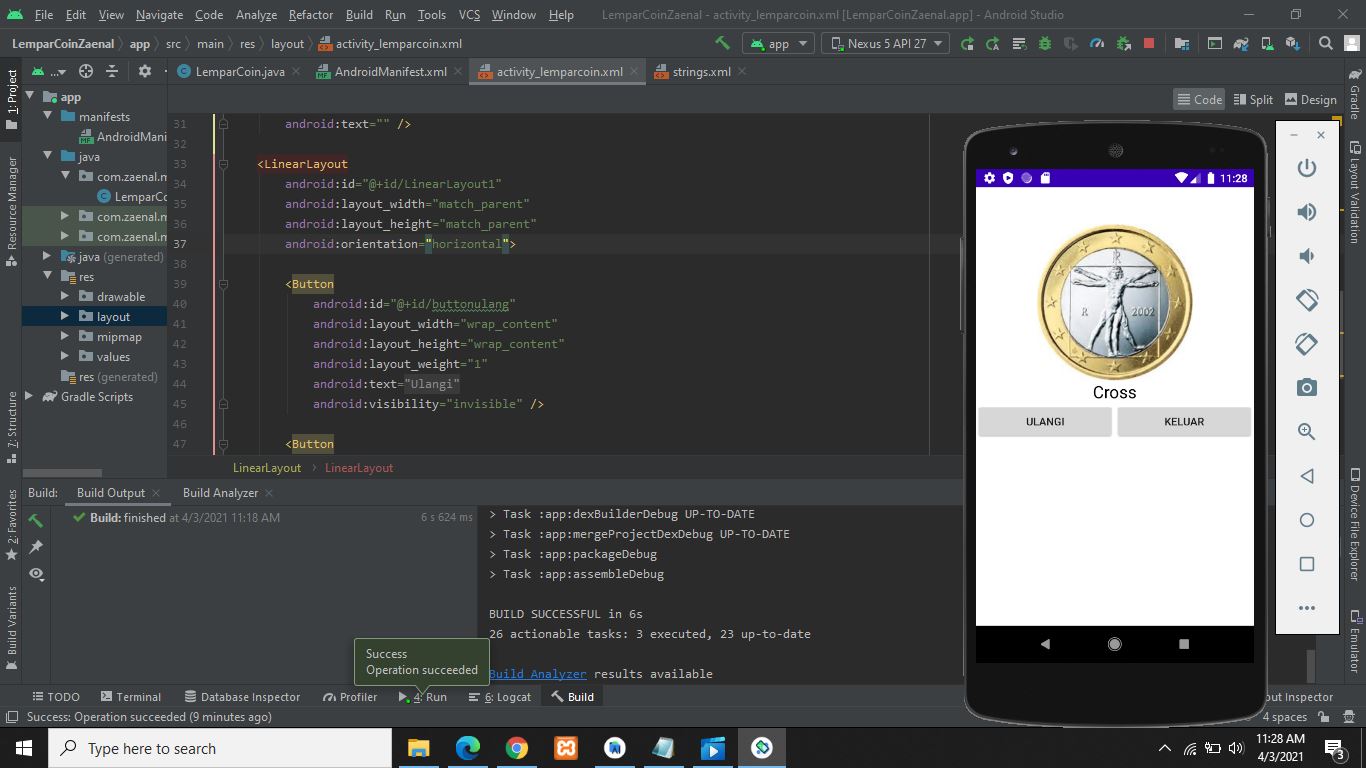 File Edit View Navigate Code Analyze Refactor Build Run Tools VCS Window Help LemparCoinZaenal - activity_lemparcoin.xml [LemparCoinZaenal.app] - Android Studio
LemparCoinZaenal app src main res layout activity_lemparcoin.xml app Nexus 5 API 27
... LemparCoin.java AndroidManifest.xml activity_lemparcoin.xml strings.xml
Code Split Design
1: Project
Resource Manager
7: Structure
2: Favorites
Build Variants
app
manifests
AndroidMani
java
com.zaenal.m
LemparCo
com.zaenal.m
com.zaenal.m
java (generated)
res
drawable
layout
mipmap
values
res (generated)
Gradle Scripts
31 android:text="" />
32
33 <LinearLayout
34 android:id="@+id/LinearLayout1"
35 android:layout_width="match_parent"
36 android:layout_height="match_parent"
37 android:orientation="horizontal">
38
39 <Button
40 android:id="@+id/buttonulang"
41 android:layout_width="wrap_content"
42 android:layout_height="wrap_content"
43 android:layout_weight="1"
44 android:text="Ulangi"
45 android:visibility="invisible" />
46
47 <Button
LinearLayout LinearLayout
11:28
R
R 2002
Cross
ULANGI KELUAR
Gradle
Layout Validation
Device File Explorer
Emulator
Build: Build Output Build Analyzer
Build: finished at 4/3/2021 11:18 AM 6 s 624 ms
> Task :app:dexBuilderDebug UP-TO-DATE
> Task :app:mergeProjectDexDebug UP-TO-DATE
> Task :app:packageDebug
> Task :app:assembleDebug
BUILD SUCCESSFUL in 6s
26 actionable tasks: 3 executed, 23 up-to-date
Build Analyzer results available
Success
Operation succeeded
TODO Terminal Database Inspector Profiler 4: Run 6: Logcat Build out Inspector
Success: Operation succeeded (9 minutes ago) 4 spaces
Type here to search
11:28 AM
4/3/2021
3